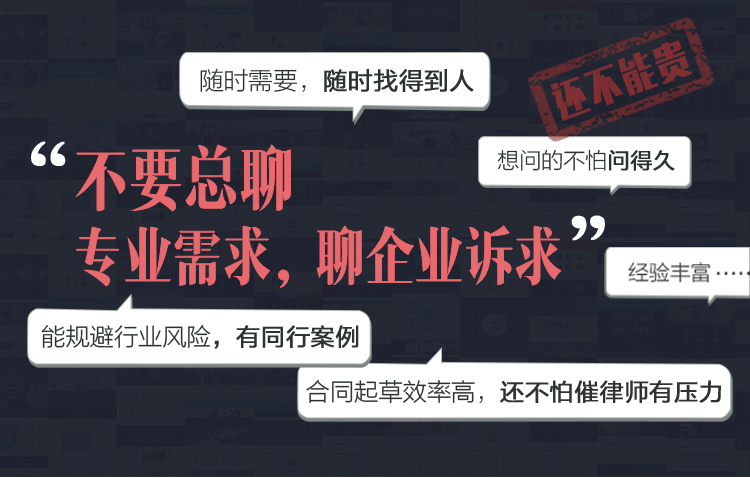 随时需要，随时找得到人
还不能贵
想问的不怕问得久
“不要总聊
专业需求，聊企业诉求”
经验丰富……
能规避行业风险，有同行案例
合同起草效率高，还不怕催律师有压力